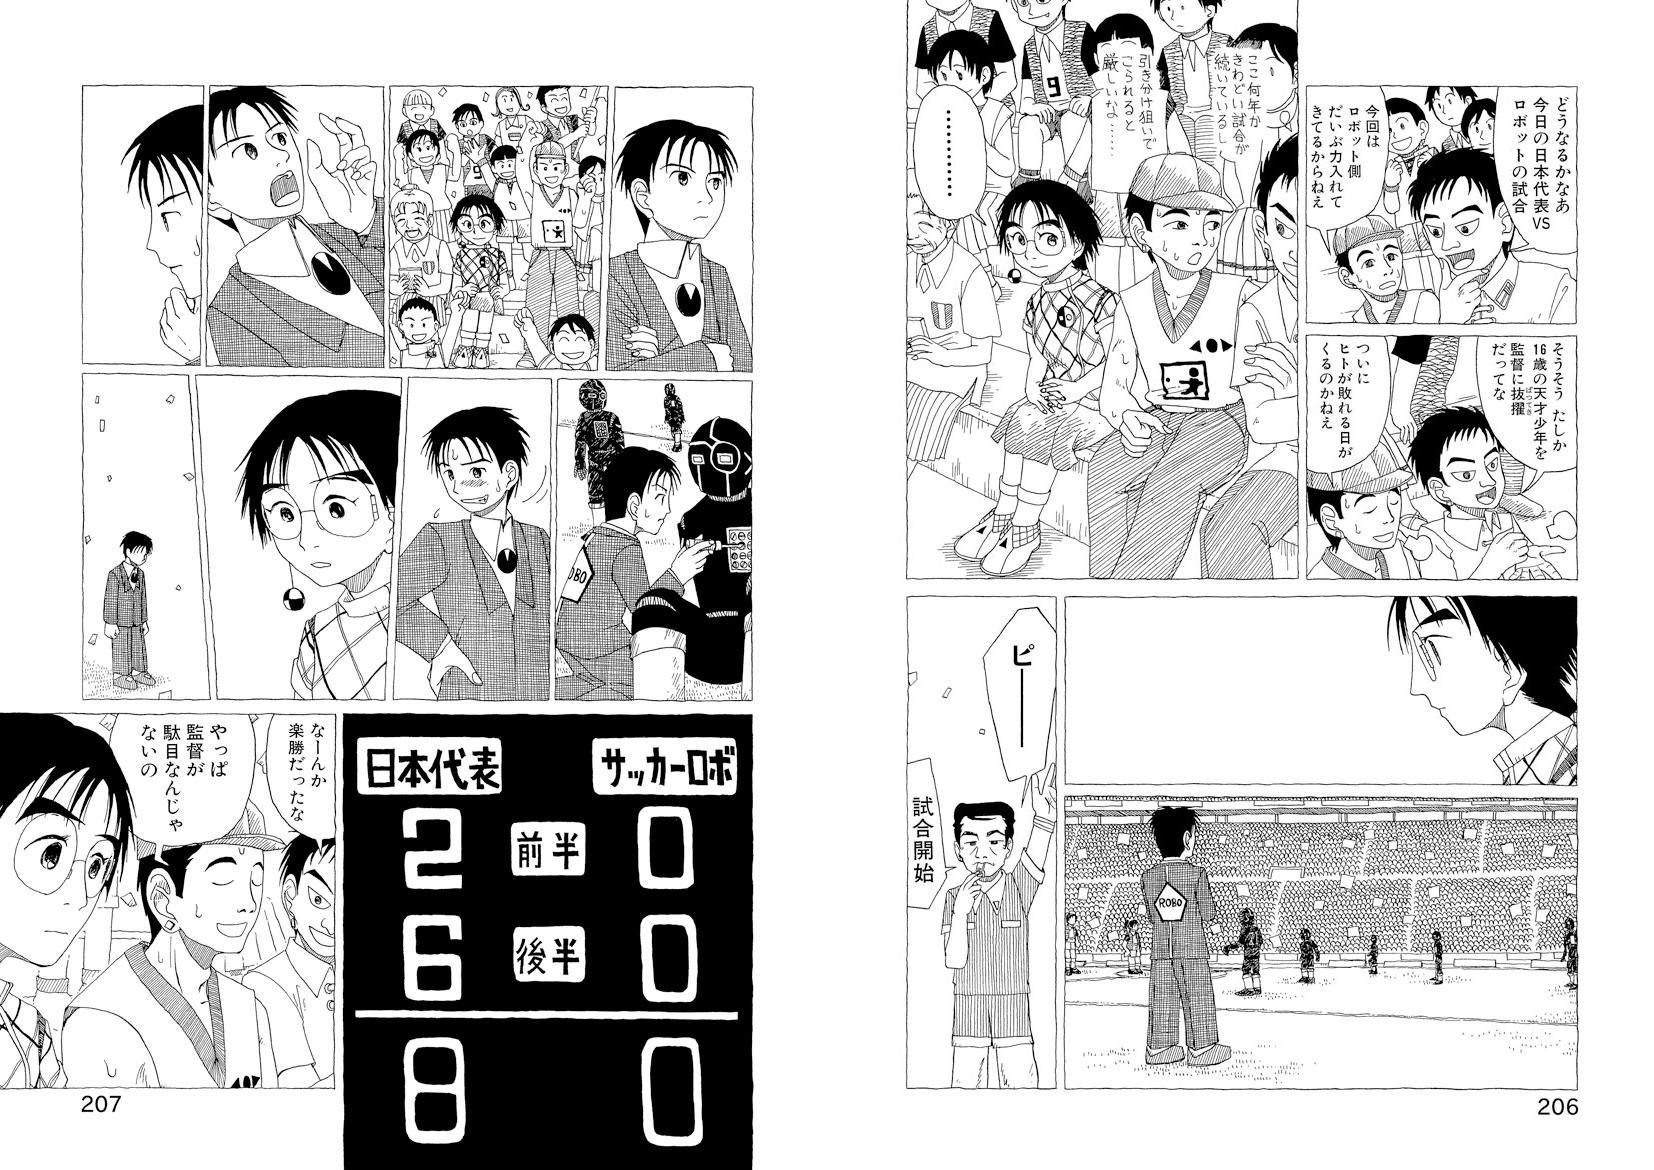 どうなるかなあ
今日の日本代表VS
ロボットの試合
今回は
ロボット側
だいぶ力入れて
きてるからねえ
そうそう たしか
16歳の天才少年を
監督に抜擢
ばってき
だってな
ついに
ヒトが敗れる日が
くるのかねえ
ここ何年か
きわどい試合が
続いているし
引き分け狙いで
こられると
厳しいな……
…………
9
ROBO
ピ――
試合開始
206
9
6
ROBO
日本代表
サッカーロボ
2 前半 0
6 後半 0
8 0
なーんか
楽勝だったな
やっぱ
監督が
駄目なんじゃ
ないの
207